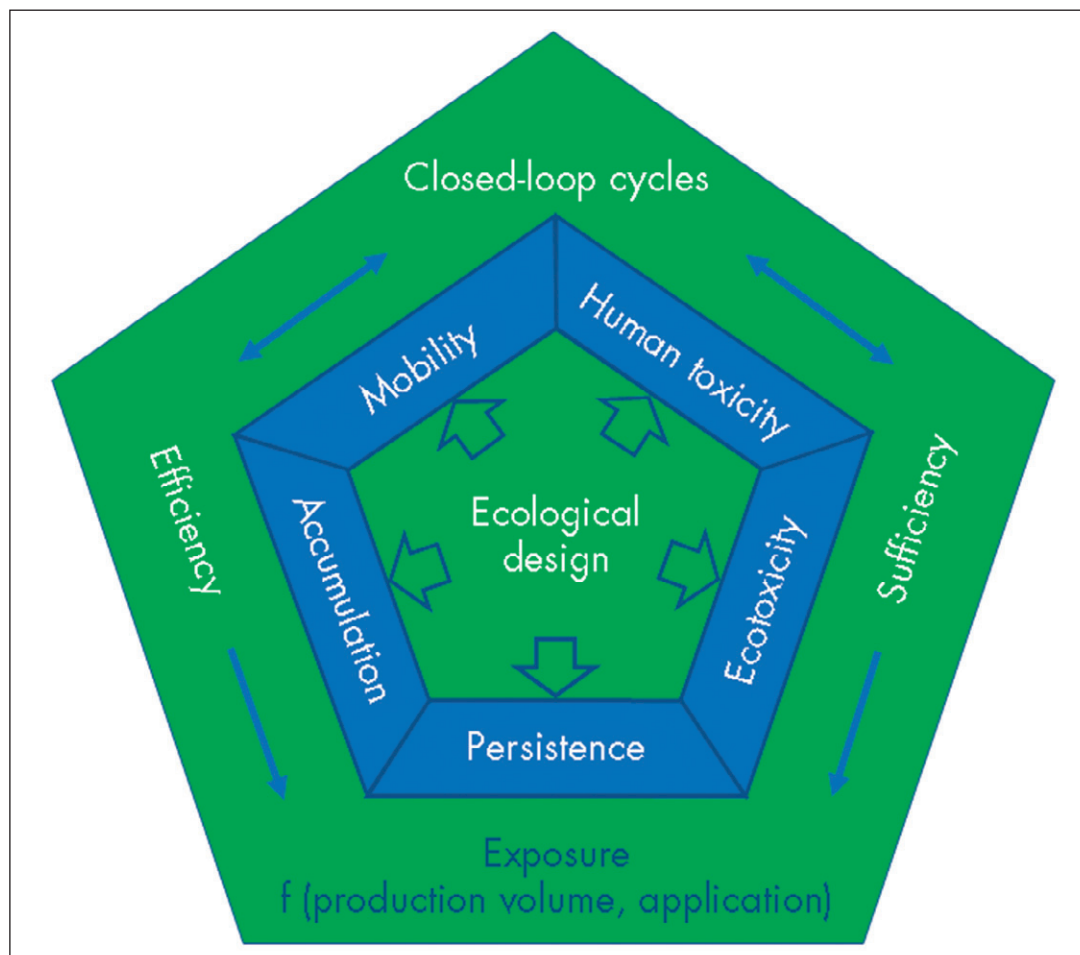 Closed-loop cycles
Mobility
Human toxicity
Efficiency
Accumulation
Ecological
design
Ecotoxicity
Sufficiency
Persistence
Exposure
f (production volume, application)